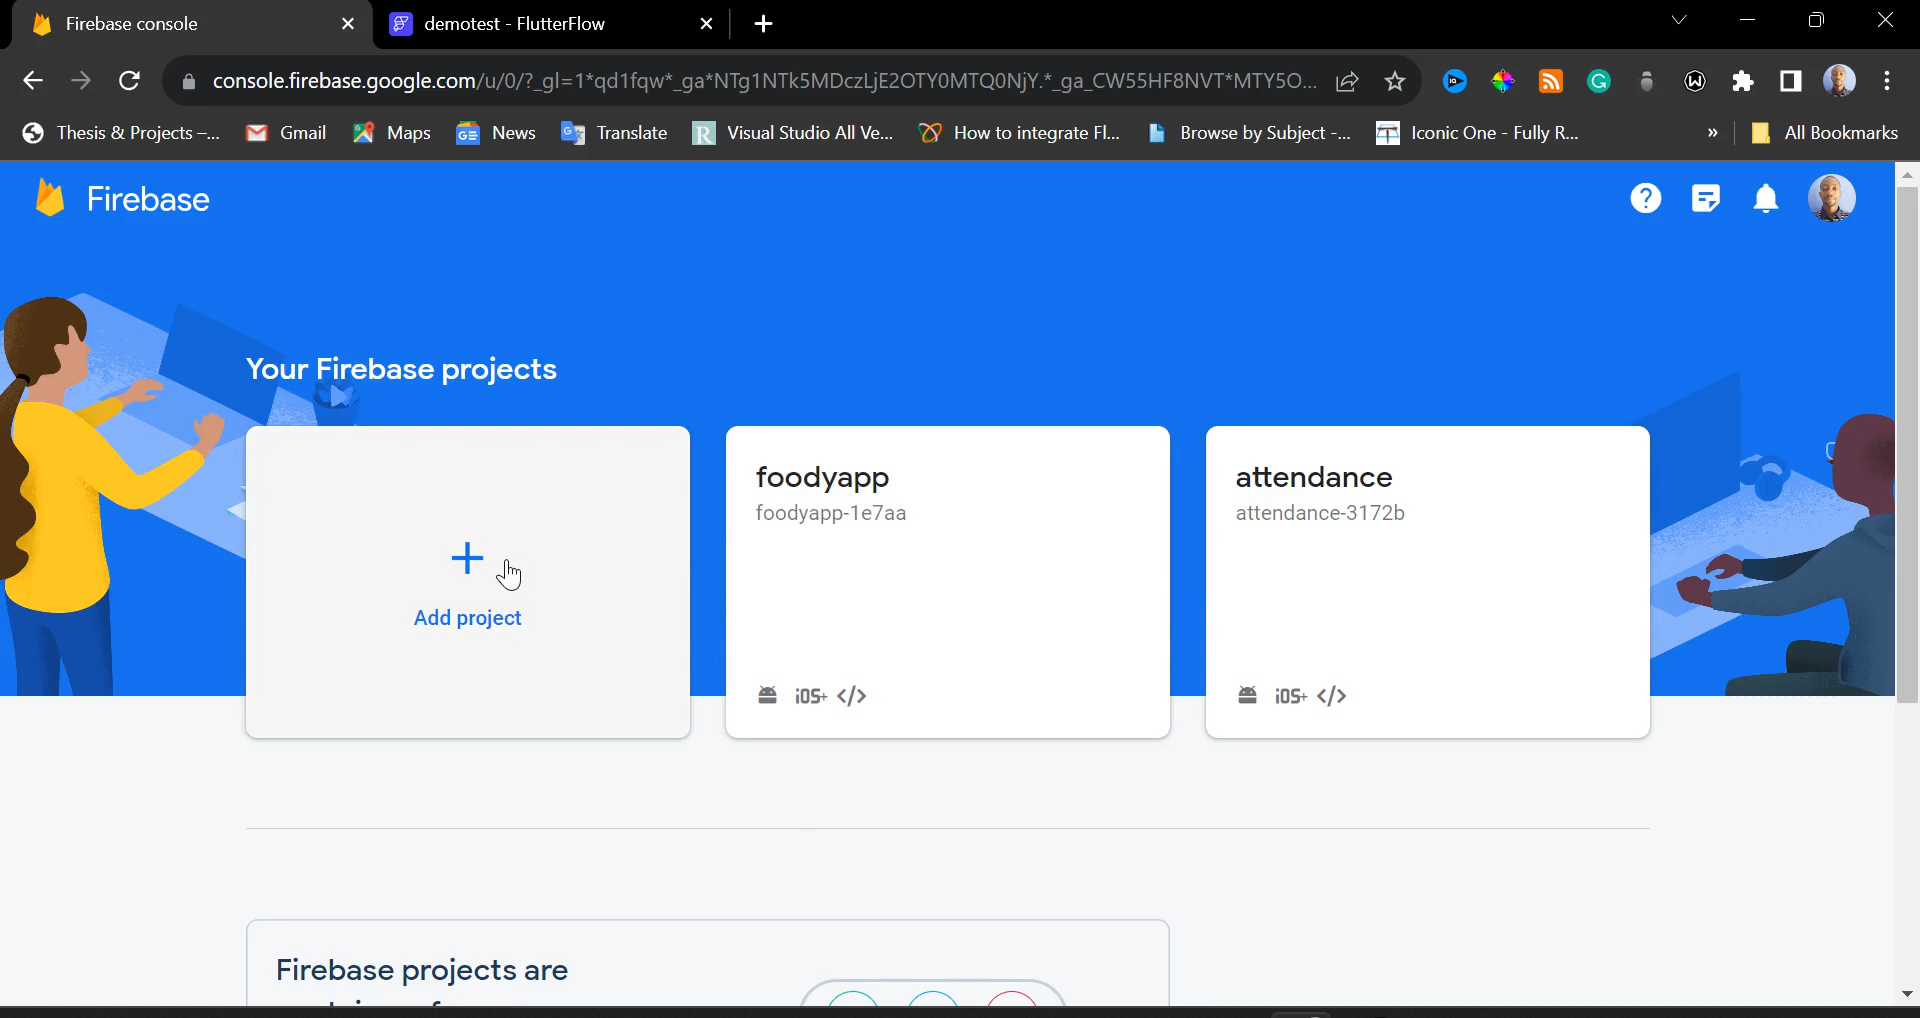 Firebase console
demotest - FlutterFlow
console.firebase.google.com/u/0/?_gl=1*qd1fqw*_ga*NTg1NTk5MDczLjE2OTY0MTQ0NjY.*_ga_CW55HF8NVT*MTY5O...
Thesis & Projects –... Gmail Maps News Translate Visual Studio All Ve... How to integrate Fl... Browse by Subject -... Iconic One - Fully R... » All Bookmarks
Firebase
Your Firebase projects
Add project
foodyapp
foodyapp-1e7aa
iOS+ </>
attendance
attendance-3172b
iOS+ </>
Firebase projects are